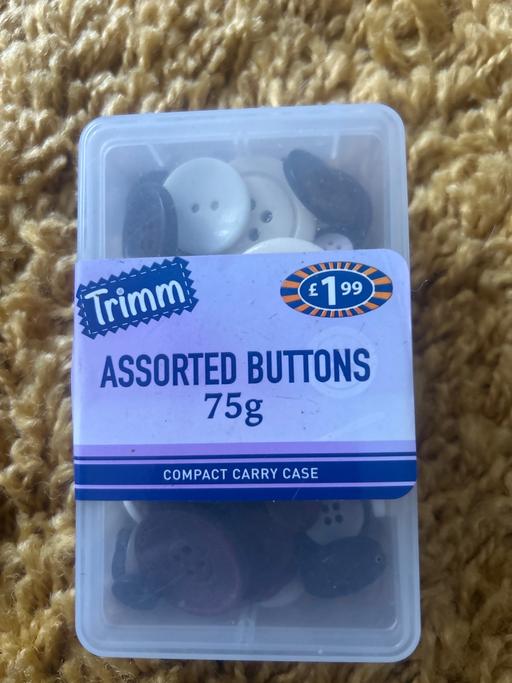 Trimm
£1 99
ASSORTED BUTTONS
75g
COMPACT CARRY CASE